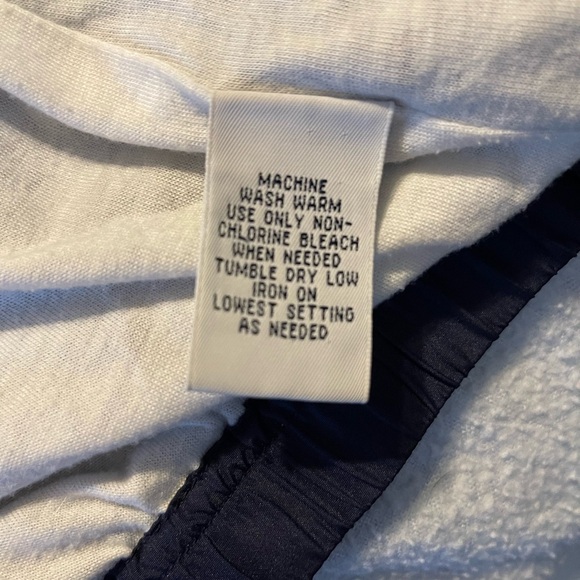 MACHINE
WASH WARM
USE ONLY NON-
CHLORINE BLEACH
WHEN NEEDED
TUMBLE DRY LOW
IRON ON
LOWEST SETTING
AS NEEDED